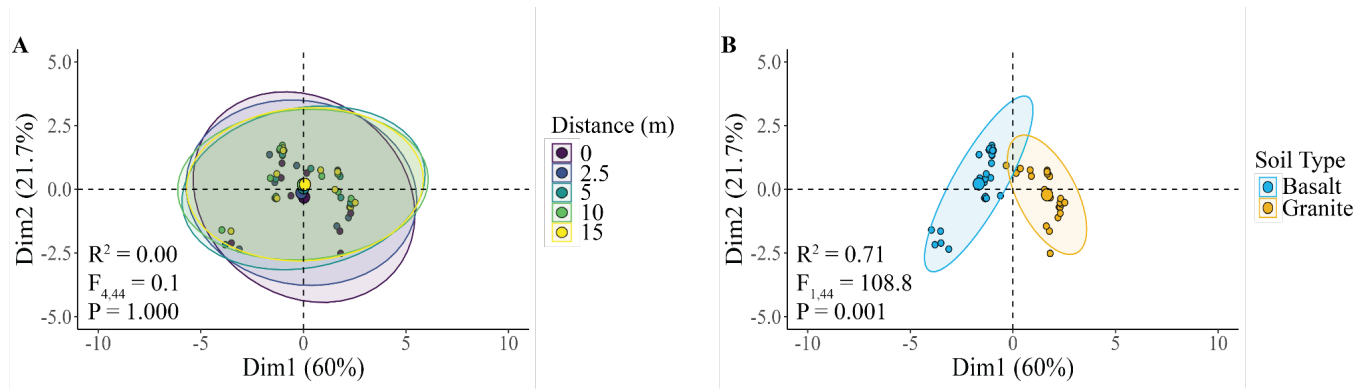 A
5.0
2.5
0.0
-2.5
-5.0
Dim2 (21.7%)
R² = 0.00
F4,44 = 0.1
P = 1.000
-10
-5
0
5
10
Dim1 (60%)
Distance (m)
0
2.5
5
10
15
B
5.0
2.5
0.0
-2.5
-5.0
Dim2 (21.7%)
R² = 0.71
F1,44 = 108.8
P = 0.001
-10
-5
0
5
10
Dim1 (60%)
Soil Type
Basalt
Granite